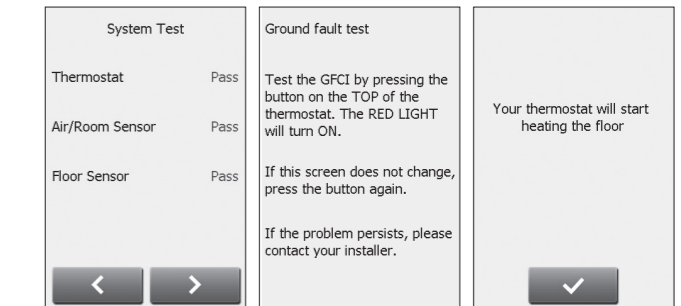 System Test
Thermostat Pass
Air/Room Sensor Pass
Floor Sensor Pass
Ground fault test
Test the GFCI by pressing the
button on the TOP of the
thermostat. The RED LIGHT
will turn ON.
If this screen does not change,
press the button again.
If the problem persists, please
contact your installer.
Your thermostat will start
heating the floor